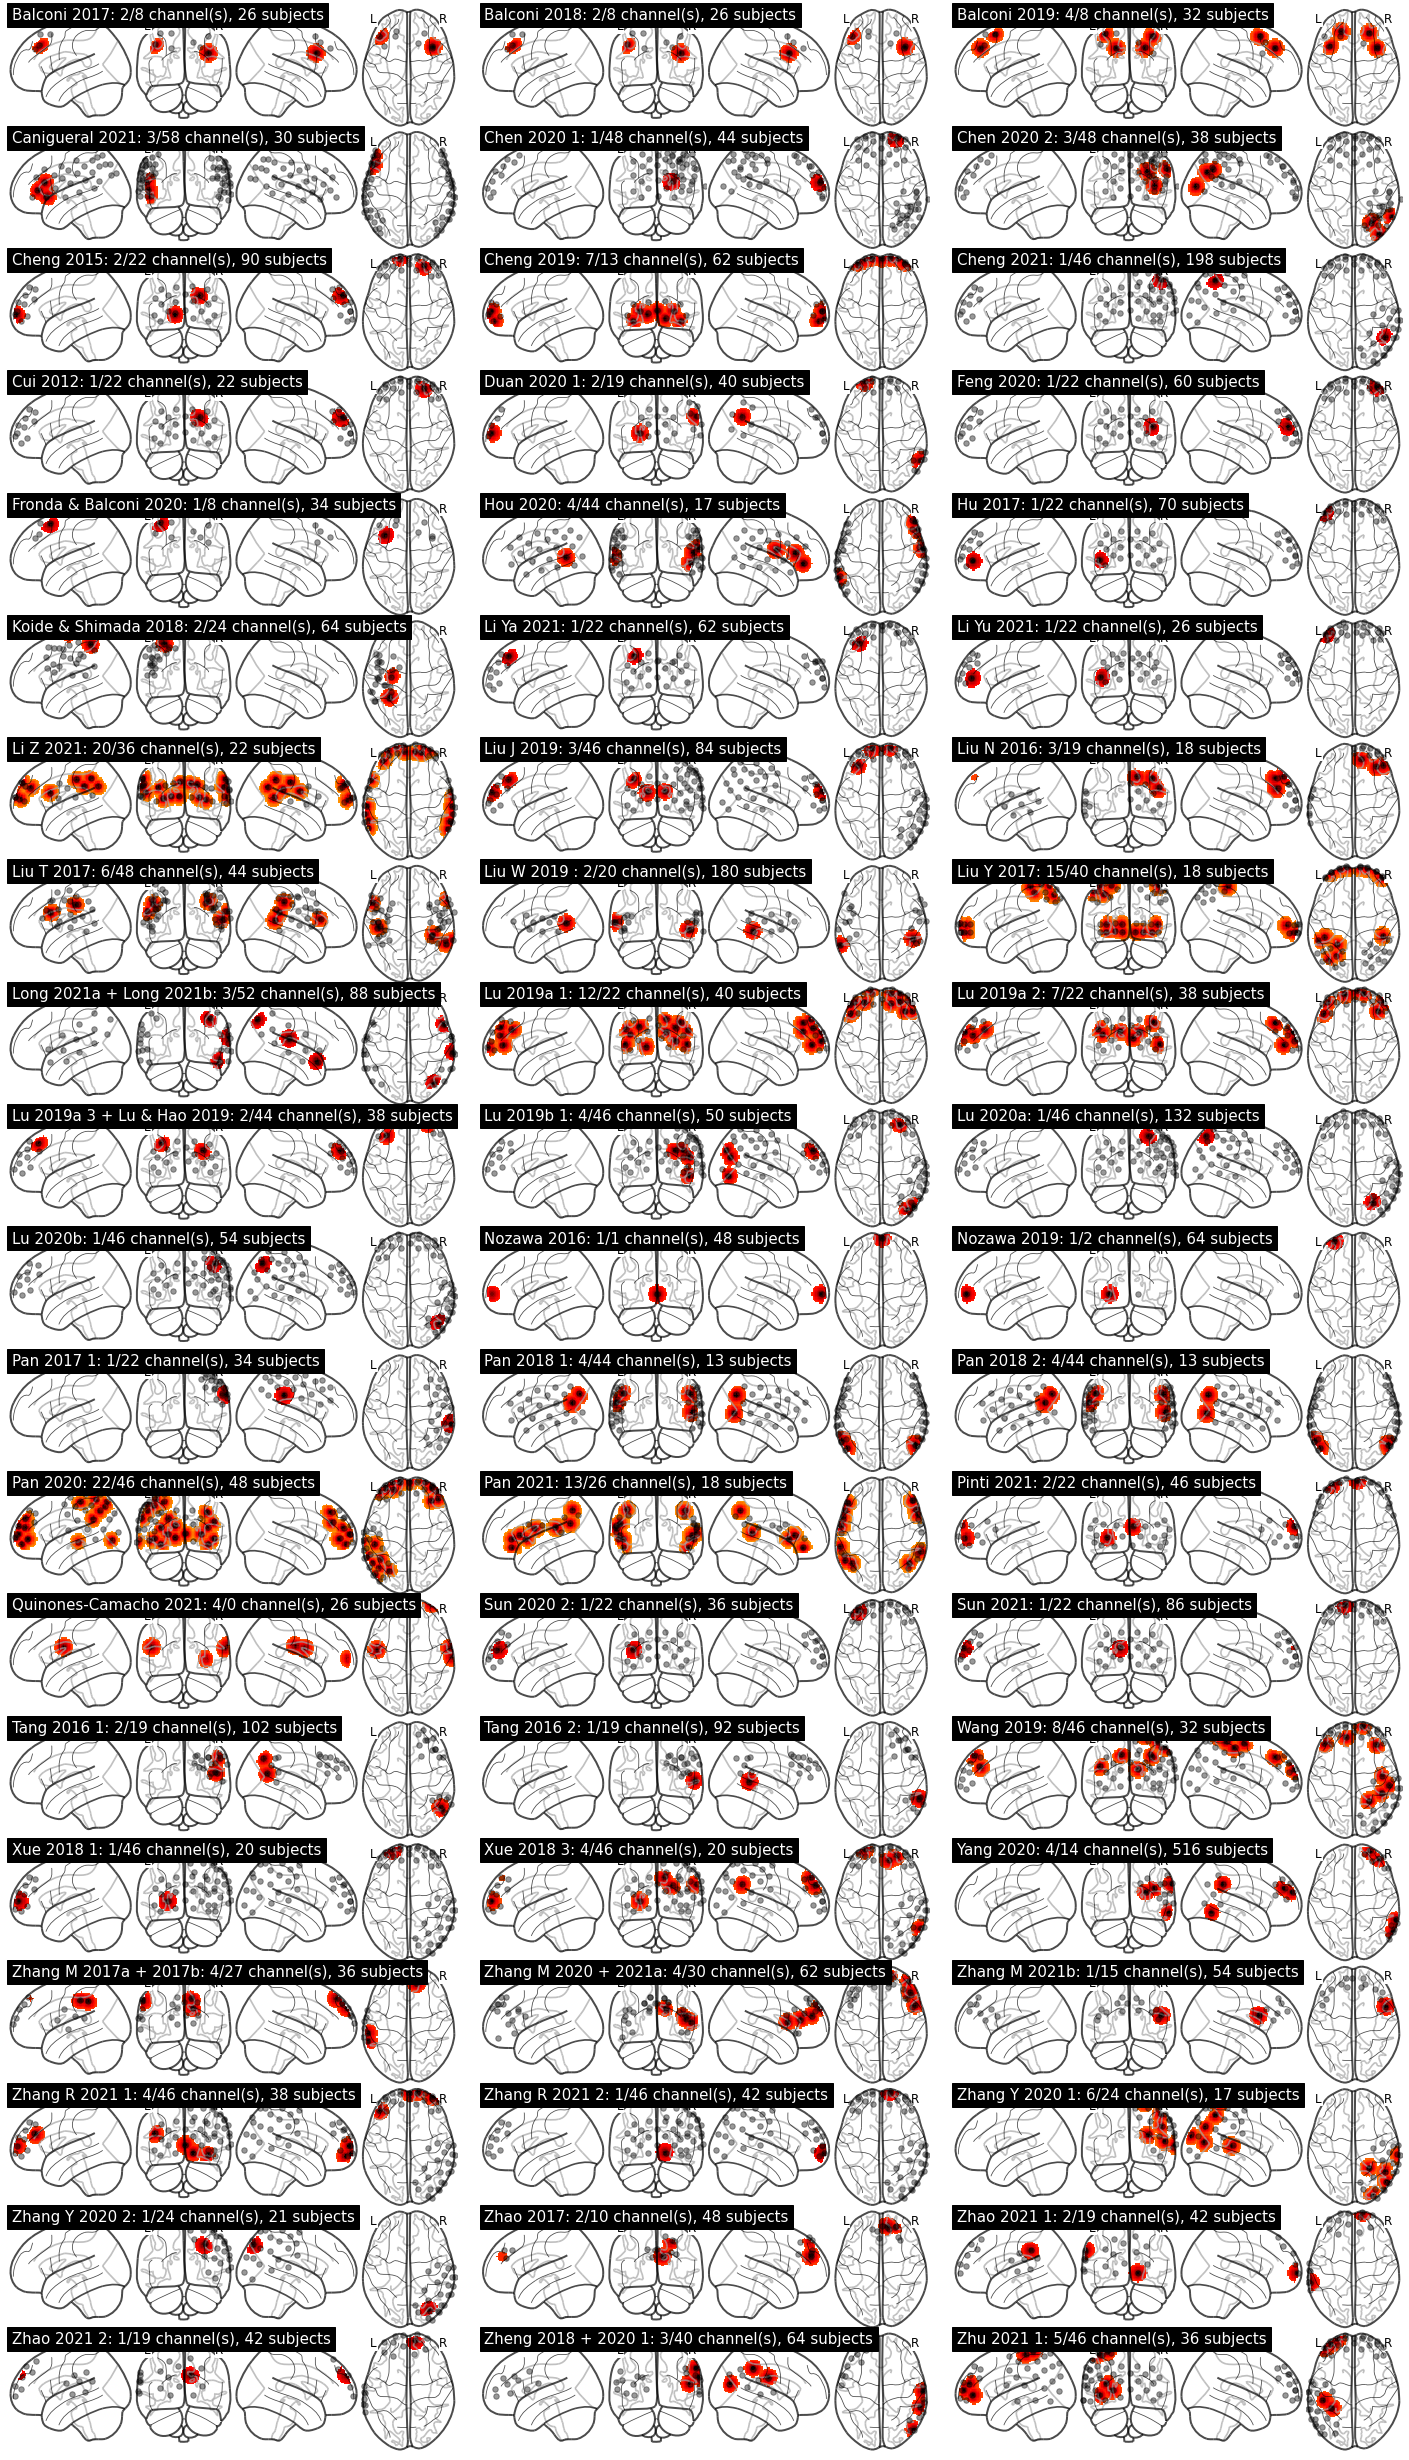 Balconi 2017: 2/8 channel(s), 26 subjects
L R
Balconi 2018: 2/8 channel(s), 26 subjects
L R
Balconi 2019: 4/8 channel(s), 32 subjects
L R
Canigueral 2021: 3/58 channel(s), 30 subjects
L R
Chen 2020 1: 1/48 channel(s), 44 subjects
L R
Chen 2020 2: 3/48 channel(s), 38 subjects
L R
Cheng 2015: 2/22 channel(s), 90 subjects
L R
Cheng 2019: 7/13 channel(s), 62 subjects
L R
Cheng 2021: 1/46 channel(s), 198 subjects
L R
Cui 2012: 1/22 channel(s), 22 subjects
L R
Duan 2020 1: 2/19 channel(s), 40 subjects
L R
Feng 2020: 1/22 channel(s), 60 subjects
L R
Fronda & Balconi 2020: 1/8 channel(s), 34 subjects
R
Hou 2020: 4/44 channel(s), 17 subjects
L R
Hu 2017: 1/22 channel(s), 70 subjects
L R
Koide & Shimada 2018: 2/24 channel(s), 64 subjects
R
Li Ya 2021: 1/22 channel(s), 62 subjects
L R
Li Yu 2021: 1/22 channel(s), 26 subjects
L R
Li Z 2021: 20/36 channel(s), 22 subjects
L R
Liu J 2019: 3/46 channel(s), 84 subjects
L R
Liu N 2016: 3/19 channel(s), 18 subjects
L R
Liu T 2017: 6/48 channel(s), 44 subjects
L R
Liu W 2019 : 2/20 channel(s), 180 subjects
L R
Liu Y 2017: 15/40 channel(s), 18 subjects
L R
Long 2021a + Long 2021b: 3/52 channel(s), 88 subjects
R
Lu 2019a 1: 12/22 channel(s), 40 subjects
L R
Lu 2019a 2: 7/22 channel(s), 38 subjects
L R
Lu 2019a 3 + Lu & Hao 2019: 2/44 channel(s), 38 subjects
Lu 2019b 1: 4/46 channel(s), 50 subjects
L R
Lu 2020a: 1/46 channel(s), 132 subjects
L R
Lu 2020b: 1/46 channel(s), 54 subjects
L R
Nozawa 2016: 1/1 channel(s), 48 subjects
L R
Nozawa 2019: 1/2 channel(s), 64 subjects
L R
Pan 2017 1: 1/22 channel(s), 34 subjects
L R
Pan 2018 1: 4/44 channel(s), 13 subjects
L R
Pan 2018 2: 4/44 channel(s), 13 subjects
L R
Pan 2020: 22/46 channel(s), 48 subjects
L R
Pan 2021: 13/26 channel(s), 18 subjects
L R
Pinti 2021: 2/22 channel(s), 46 subjects
L R
Quinones-Camacho 2021: 4/0 channel(s), 26 subjects
R
Sun 2020 2: 1/22 channel(s), 36 subjects
L R
Sun 2021: 1/22 channel(s), 86 subjects
L R
Tang 2016 1: 2/19 channel(s), 102 subjects
L R
Tang 2016 2: 1/19 channel(s), 92 subjects
L R
Wang 2019: 8/46 channel(s), 32 subjects
L R
Xue 2018 1: 1/46 channel(s), 20 subjects
L R
Xue 2018 3: 4/46 channel(s), 20 subjects
L R
Yang 2020: 4/14 channel(s), 516 subjects
L R
Zhang M 2017a + 2017b: 4/27 channel(s), 36 subjects
R
Zhang M 2020 + 2021a: 4/30 channel(s), 62 subjects
R
Zhang M 2021b: 1/15 channel(s), 54 subjects
L R
Zhang R 2021 1: 4/46 channel(s), 38 subjects
L R
Zhang R 2021 2: 1/46 channel(s), 42 subjects
L R
Zhang Y 2020 1: 6/24 channel(s), 17 subjects
L R
Zhang Y 2020 2: 1/24 channel(s), 21 subjects
L R
Zhao 2017: 2/10 channel(s), 48 subjects
L R
Zhao 2021 1: 2/19 channel(s), 42 subjects
L R
Zhao 2021 2: 1/19 channel(s), 42 subjects
L R
Zheng 2018 + 2020 1: 3/40 channel(s), 64 subjects
R
Zhu 2021 1: 5/46 channel(s), 36 subjects
L R